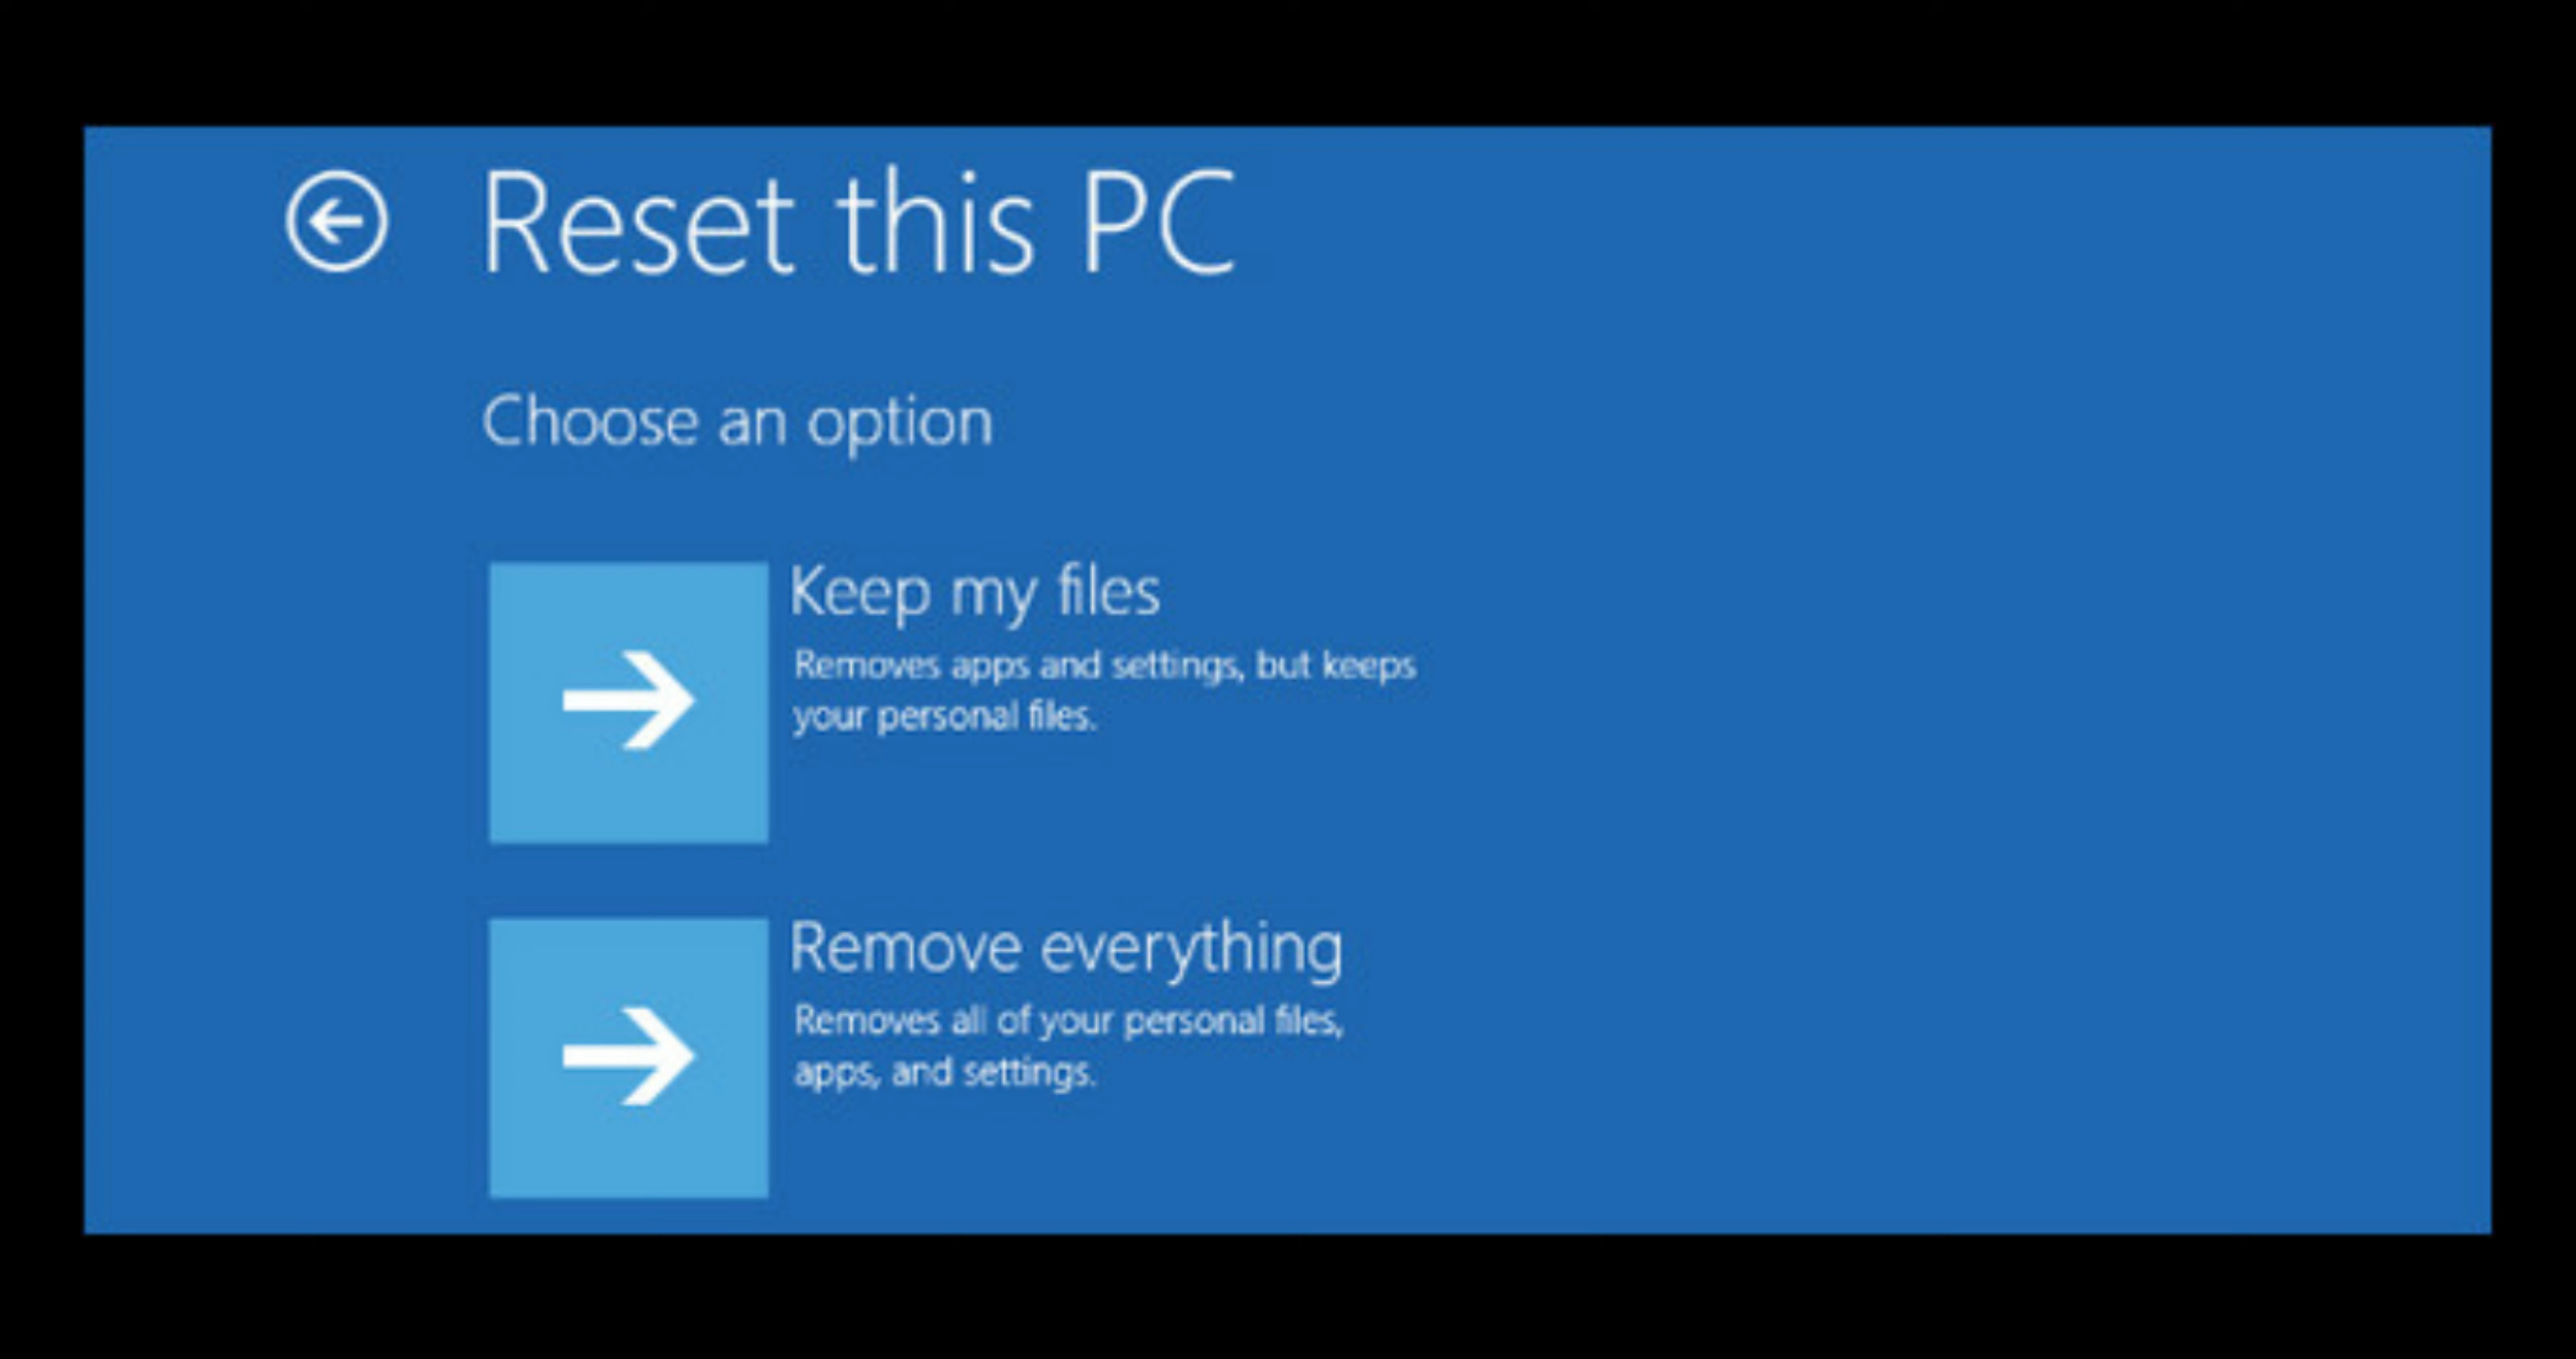 Reset this PC
Choose an option
Keep my files
Removes apps and settings, but keeps
your personal files.
Remove everything
Removes all of your personal files,
apps, and settings.